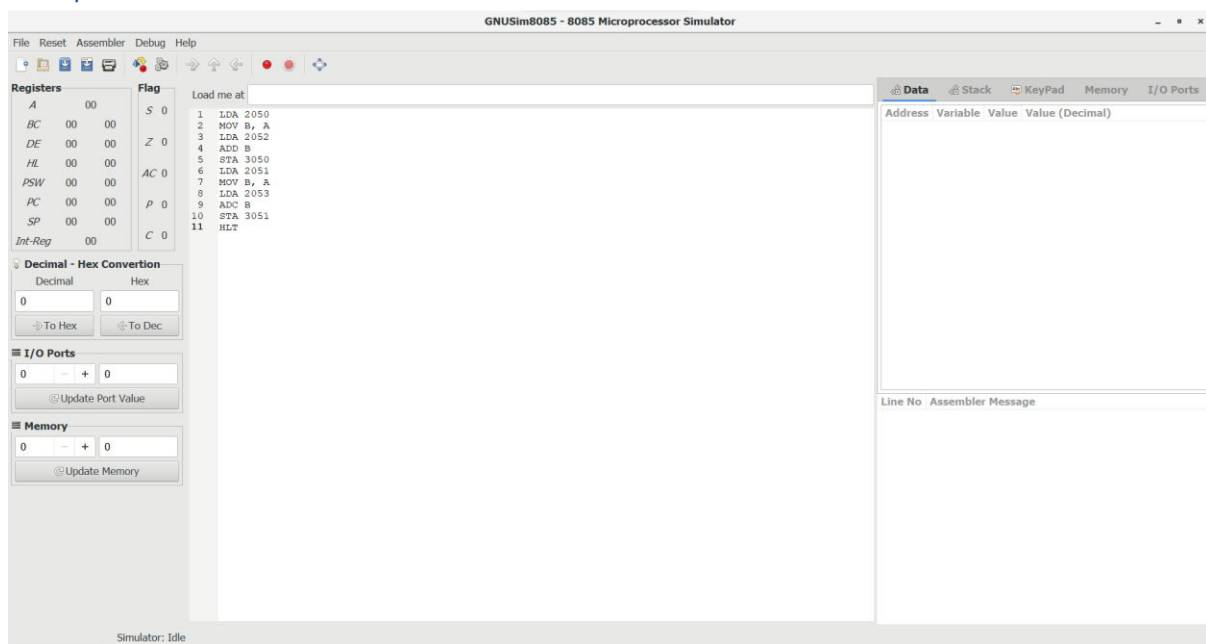 GNUSim8085 - 8085 Microprocessor Simulator
File Reset Assembler Debug Help
Registers
A 00
BC 00 00
DE 00 00
HL 00 00
PSW 00 00
PC 00 00
SP 00 00
Int-Reg 00
Flag
S 0
Z 0
AC 0
P 0
C 0
Decimal - Hex Convertion
Decimal Hex
0 0
To Hex To Dec
I/O Ports
0 - + 0
Update Port Value
Memory
0 - + 0
Update Memory
Load me at
1 LDA 2050
2 MOV B, A
3 LDA 2052
4 ADD B
5 STA 3050
6 LDA 2051
7 MOV B, A
8 LDA 2053
9 ADC B
10 STA 3051
11 HLT
Data Stack KeyPad Memory I/O Ports
Address Variable Value Value (Decimal)
Line No Assembler Message
Simulator: Idle